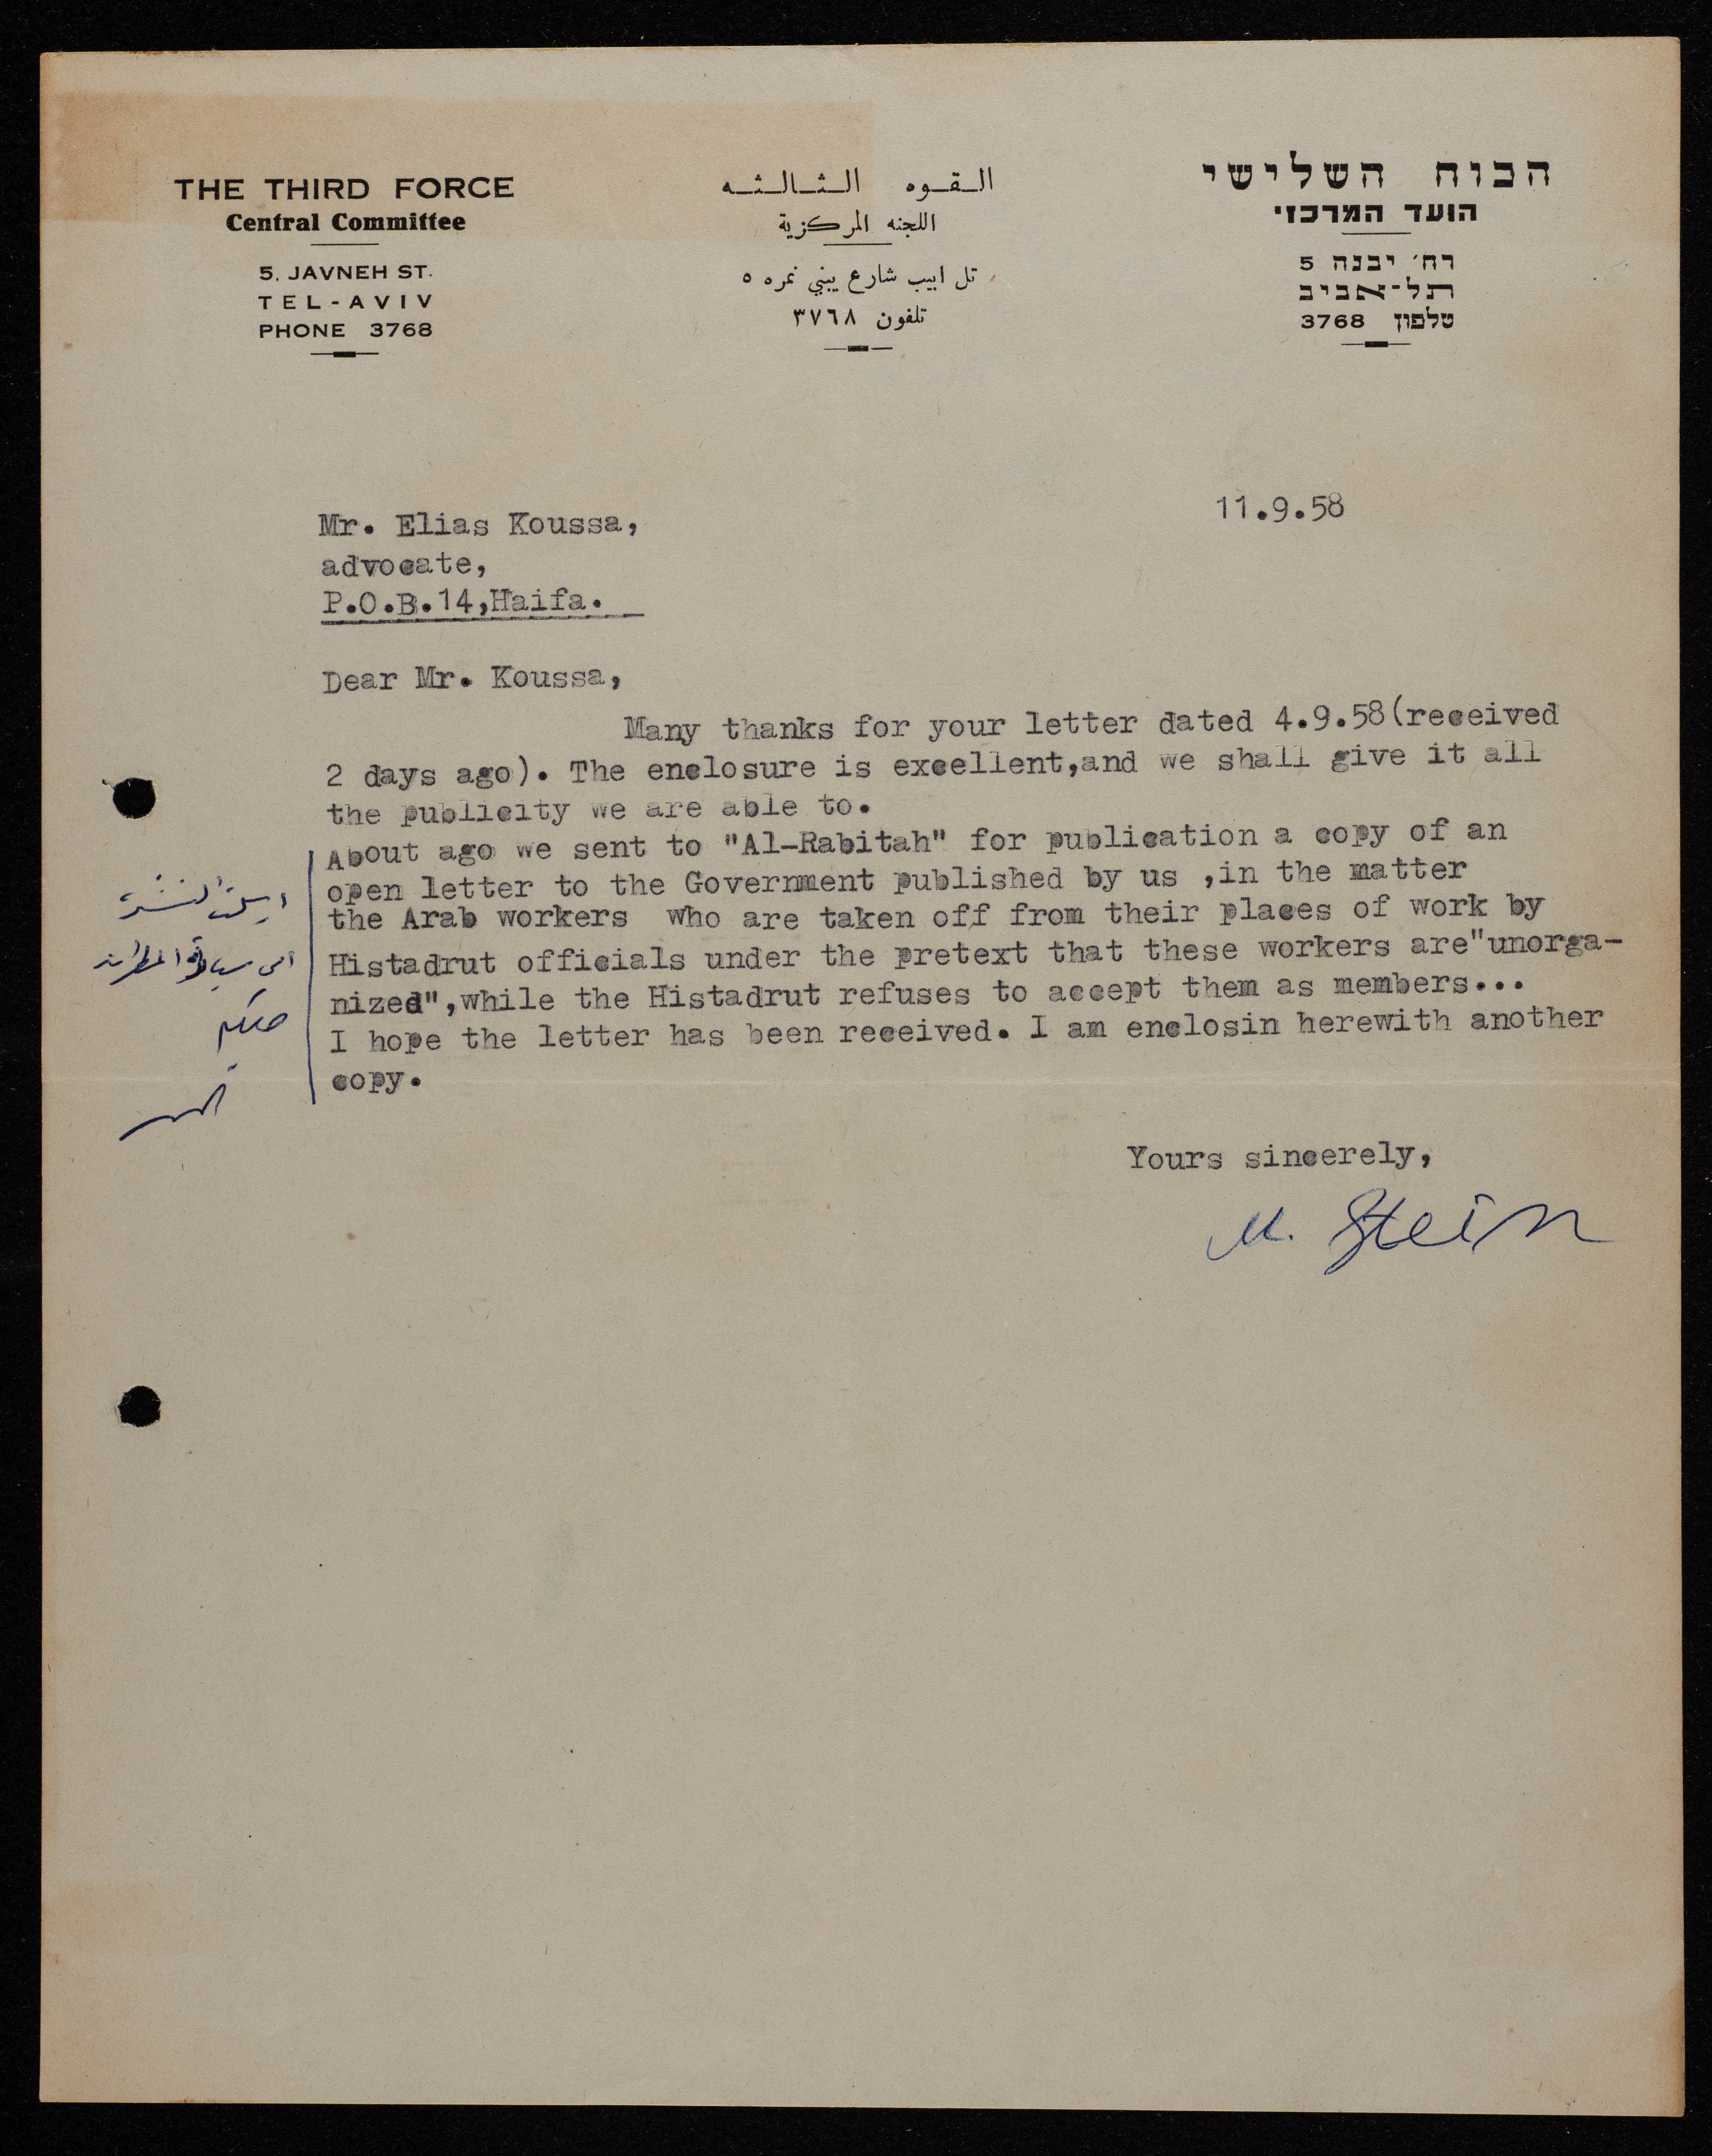 THE THIRD FORCE
Central Committee
5. JAVNEH ST.
TEL-AVIV
PHONE 3768
القوه الثالثه
اللجنه المركزية
تل ابيب شارع يبني نمره ٥
تلفون ٣٧٦٨
הכוח השלישי
הועד המרכזי
רח׳ יבנה 5
תל-אביב
טלפון 3768
11.9.58
Mr. Elias Koussa,
advocate,
P.O.B.14,Haifa.
Dear Mr. Koussa,
Many thanks for your letter dated 4.9.58(received
2 days ago). The enclosure is excellent,and we shall give it all
the publicity we are able to.
About ago we sent to "Al-Rabitah" for publication a copy of an
open letter to the Government published by us ,in the matter
the Arab workers who are taken off from their places of work by
Histadrut officials under the pretext that these workers are"unorga-
nized",while the Histadrut refuses to accept them as members...
I hope the letter has been received. I am enclosin herewith another
copy.
ارسلت النشرة
الى سيادة المطران
حكيم
Yours sincerely,
M. Stein